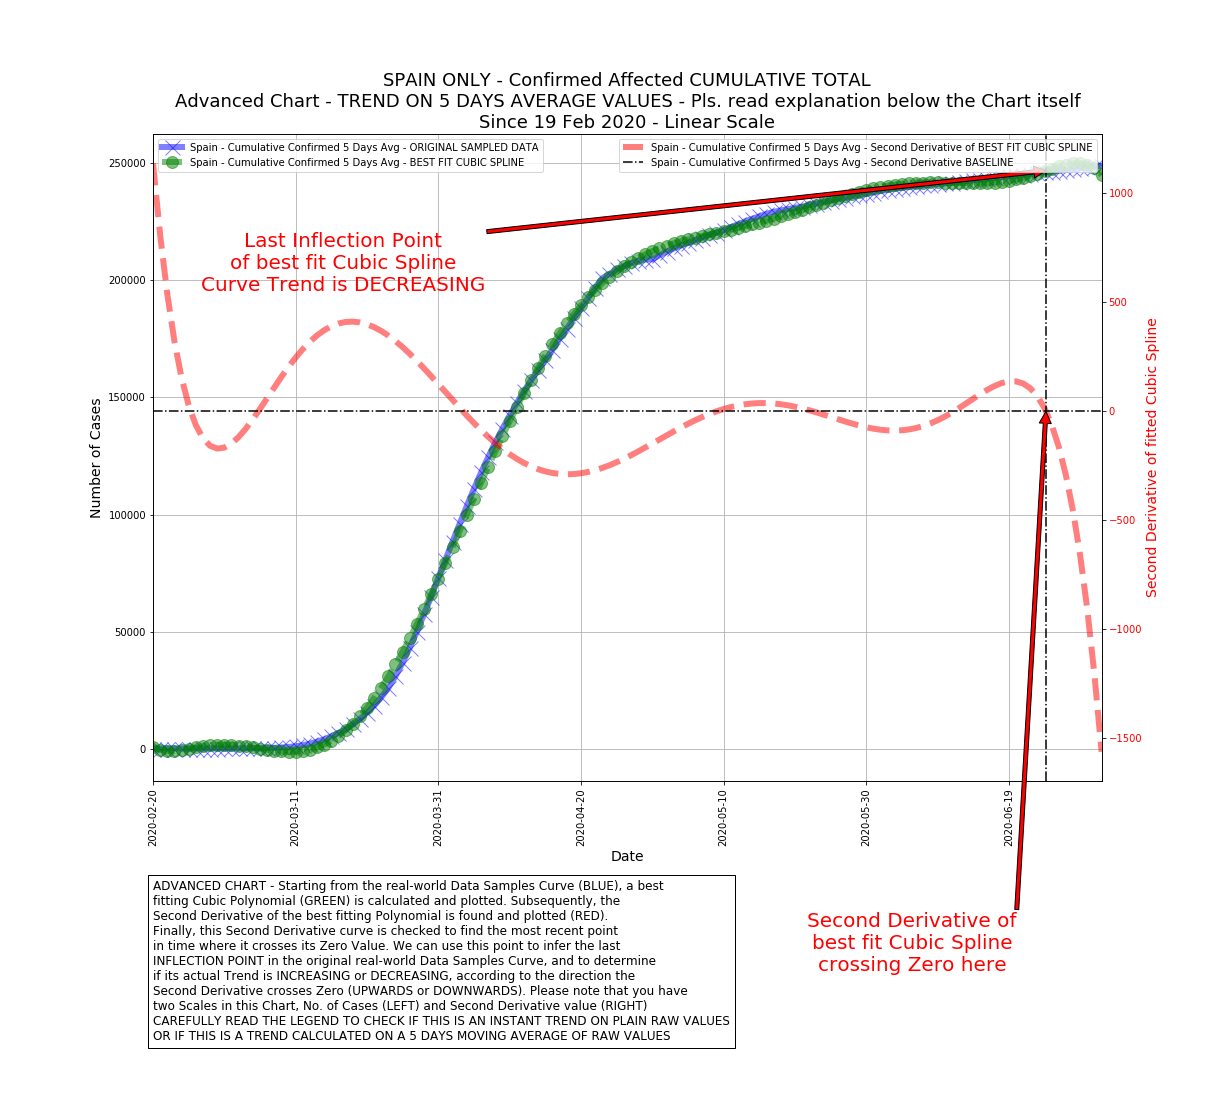 SPAIN ONLY - Confirmed Affected CUMULATIVE TOTAL
Advanced Chart - TREND ON 5 DAYS AVERAGE VALUES - Pls. read explanation below the Chart itself
Since 19 Feb 2020 - Linear Scale
Spain - Cumulative Confirmed 5 Days Avg - ORIGINAL SAMPLED DATA
Spain - Cumulative Confirmed 5 Days Avg - BEST FIT CUBIC SPLINE
Spain - Cumulative Confirmed 5 Days Avg - Second Derivative of BEST FIT CUBIC SPLINE
Spain - Cumulative Confirmed 5 Days Avg - Second Derivative BASELINE
Last Inflection Point
of best fit Cubic Spline
Curve Trend is DECREASING
Number of Cases
250000
200000
150000
100000
50000
0
1000
500
0
−500
−1000
−1500
Second Derivative of fitted Cubic Spline
2020-02-20
2020-03-11
2020-03-31
2020-04-20
2020-05-10
2020-05-30
2020-06-19
Date
ADVANCED CHART - Starting from the real-world Data Samples Curve (BLUE), a best
fitting Cubic Polynomial (GREEN) is calculated and plotted. Subsequently, the
Second Derivative of the best fitting Polynomial is found and plotted (RED).
Finally, this Second Derivative curve is checked to find the most recent point
in time where it crosses its Zero Value. We can use this point to infer the last
INFLECTION POINT in the original real-world Data Samples Curve, and to determine
if its actual Trend is INCREASING or DECREASING, according to the direction the
Second Derivative crosses Zero (UPWARDS or DOWNWARDS). Please note that you have
two Scales in this Chart, No. of Cases (LEFT) and Second Derivative value (RIGHT)
CAREFULLY READ THE LEGEND TO CHECK IF THIS IS AN INSTANT TREND ON PLAIN RAW VALUES
OR IF THIS IS A TREND CALCULATED ON A 5 DAYS MOVING AVERAGE OF RAW VALUES
Second Derivative of
best fit Cubic Spline
crossing Zero here